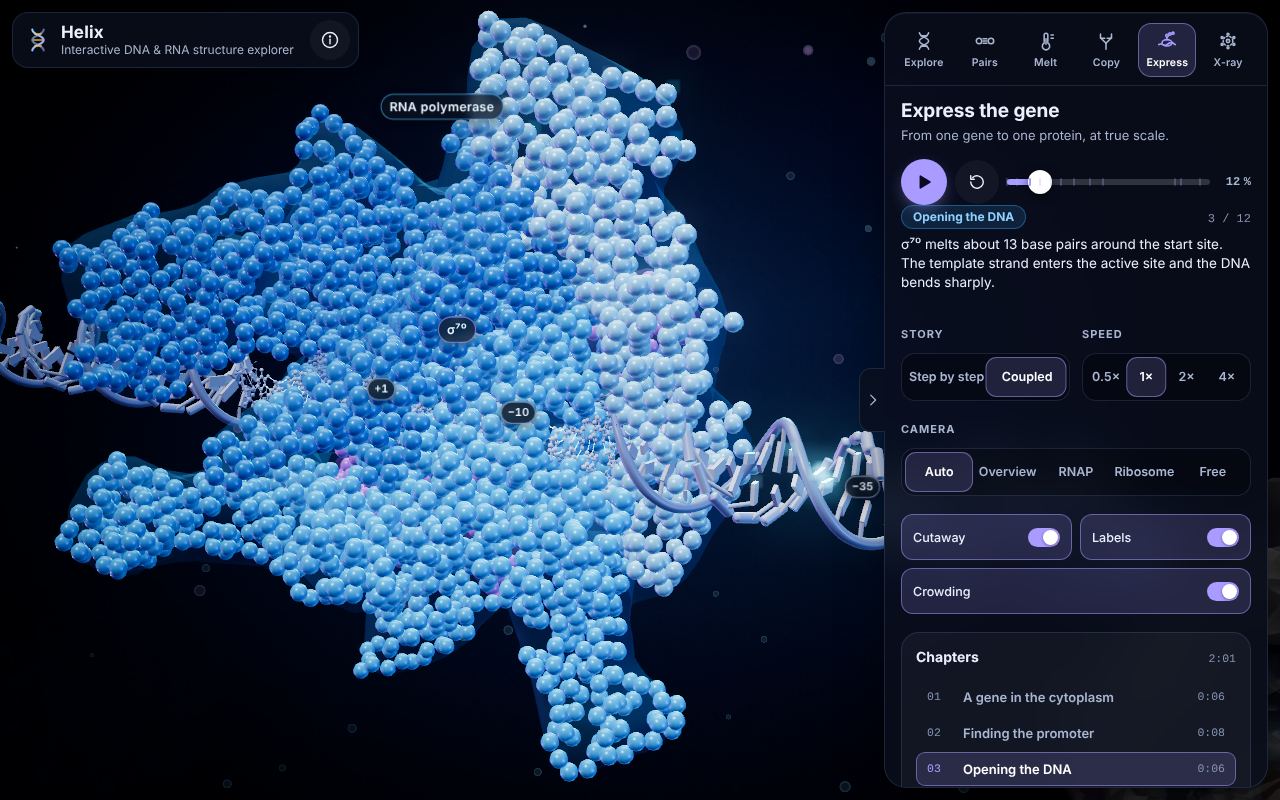 Helix
Interactive DNA & RNA structure explorer
RNA polymerase
σ⁷⁰
+1
−10
−35
Explore
Pairs
Melt
Copy
Express
X-ray
Express the gene
From one gene to one protein, at true scale.
12 %
Opening the DNA
3 / 12
σ⁷⁰ melts about 13 base pairs around the start site.
The template strand enters the active site and the DNA
bends sharply.
STORY
SPEED
Step by step
Coupled
0.5×
1×
2×
4×
CAMERA
Auto
Overview
RNAP
Ribosome
Free
Cutaway
Labels
Crowding
Chapters
2:01
01 A gene in the cytoplasm 0:06
02 Finding the promoter 0:08
03 Opening the DNA 0:06